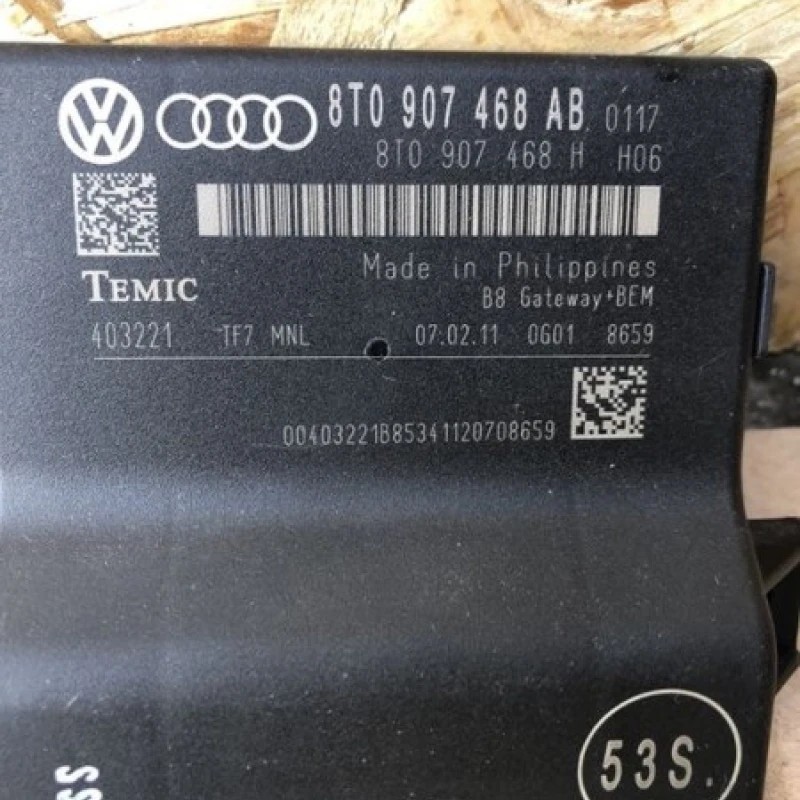 8T0 907 468 AB 0117
8T0 907 468 H H06
TEMIC
Made in Philippines
B8 Gateway+BEM
403221 TF7 MNL 07.02.11 0G01 8659
00403221B85341120708659
53S.
SS